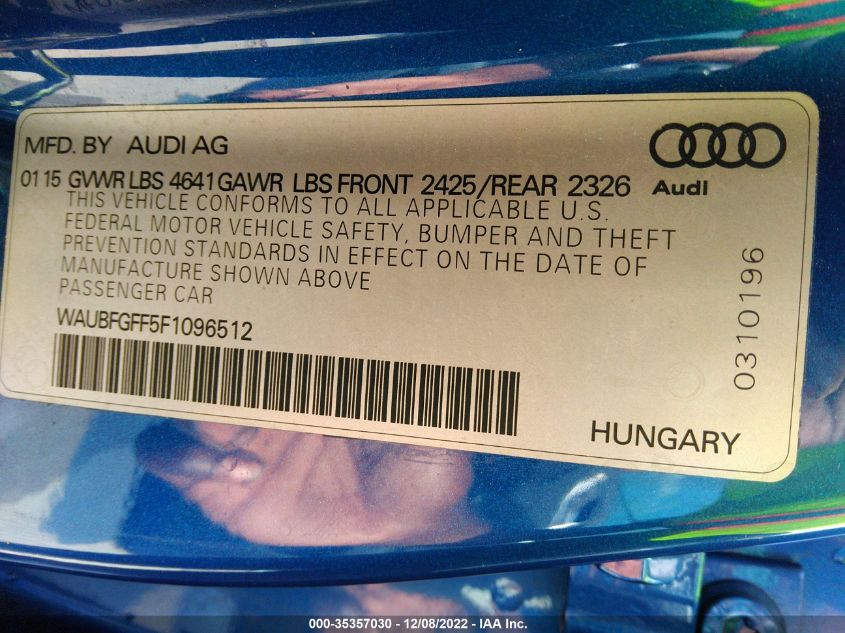 MFD. BY AUDI AG
Audi
01 15 GVWR LBS 4641 GAWR LBS FRONT 2425/REAR 2326
THIS VEHICLE CONFORMS TO ALL APPLICABLE U.S.
FEDERAL MOTOR VEHICLE SAFETY, BUMPER AND THEFT
PREVENTION STANDARDS IN EFFECT ON THE DATE OF
MANUFACTURE SHOWN ABOVE
PASSENGER CAR
WAUBFGFF5F1096512
0310196
HUNGARY
000-35357030 - 12/08/2022 - IAA Inc.